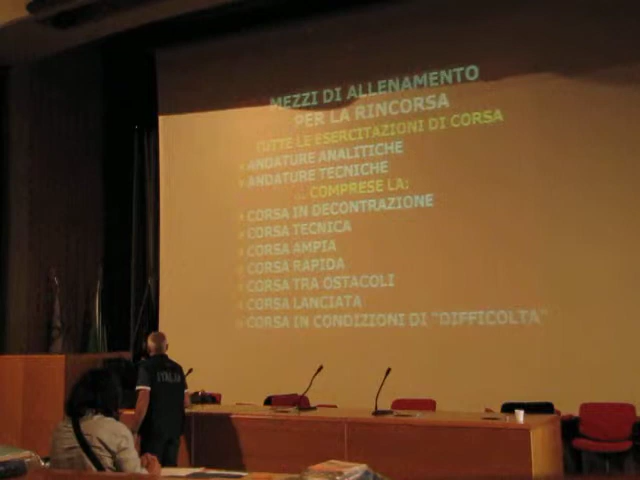 MEZZI DI ALLENAMENTO
PER LA RINCORSA
TUTTE LE ESERCITAZIONI DI CORSA
• ANDATURE ANALITICHE
• ANDATURE TECNICHE
... COMPRESE LA:
• CORSA IN DECONTRAZIONE
• CORSA TECNICA
• CORSA AMPIA
• CORSA RAPIDA
• CORSA TRA OSTACOLI
• CORSA LANCIATA
• CORSA IN CONDIZIONI DI "DIFFICOLTA'"
ITALIA